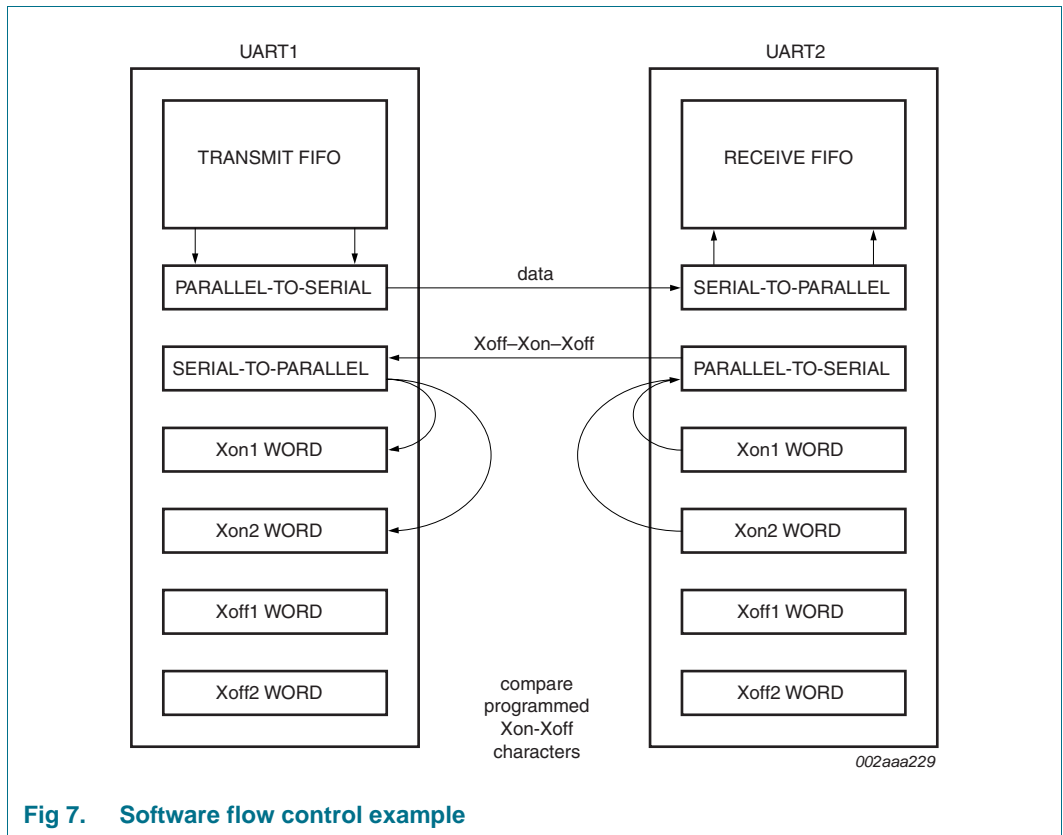 UART1
UART2
TRANSMIT FIFO
RECEIVE FIFO
PARALLEL-TO-SERIAL
data
SERIAL-TO-PARALLEL
Xoff–Xon–Xoff
SERIAL-TO-PARALLEL
PARALLEL-TO-SERIAL
Xon1 WORD
Xon1 WORD
Xon2 WORD
Xon2 WORD
Xoff1 WORD
Xoff1 WORD
Xoff2 WORD
Xoff2 WORD
compare
programmed
Xon-Xoff
characters
002aaa229
Fig 7. Software flow control example